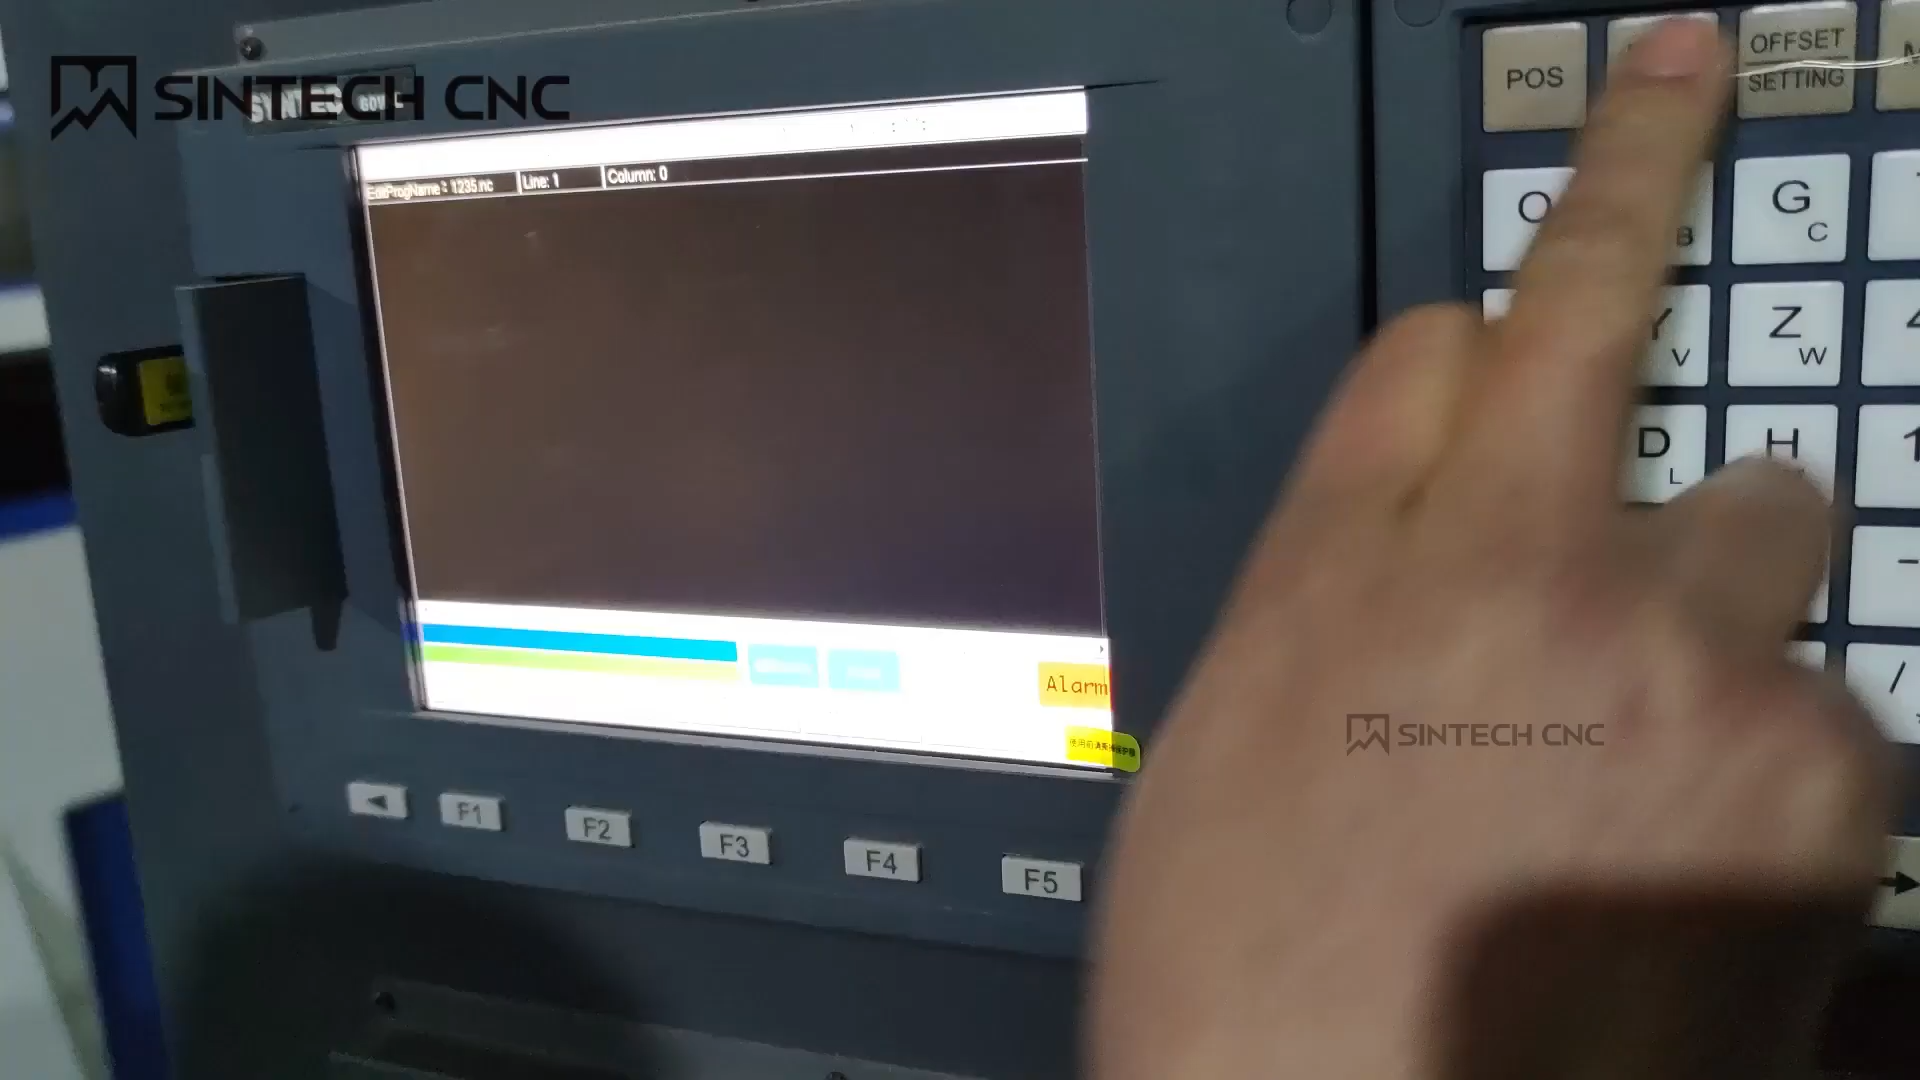 SINTECH CNC
SYNTEC
EditProgName : 1235.nc
Line: 1
Column: 0
Alarm
F1
F2
F3
F4
F5
POS
OFFSET
SETTING
O
B
G
C
Y
V
Z
W
D
L
H
-
/
SINTECH CNC